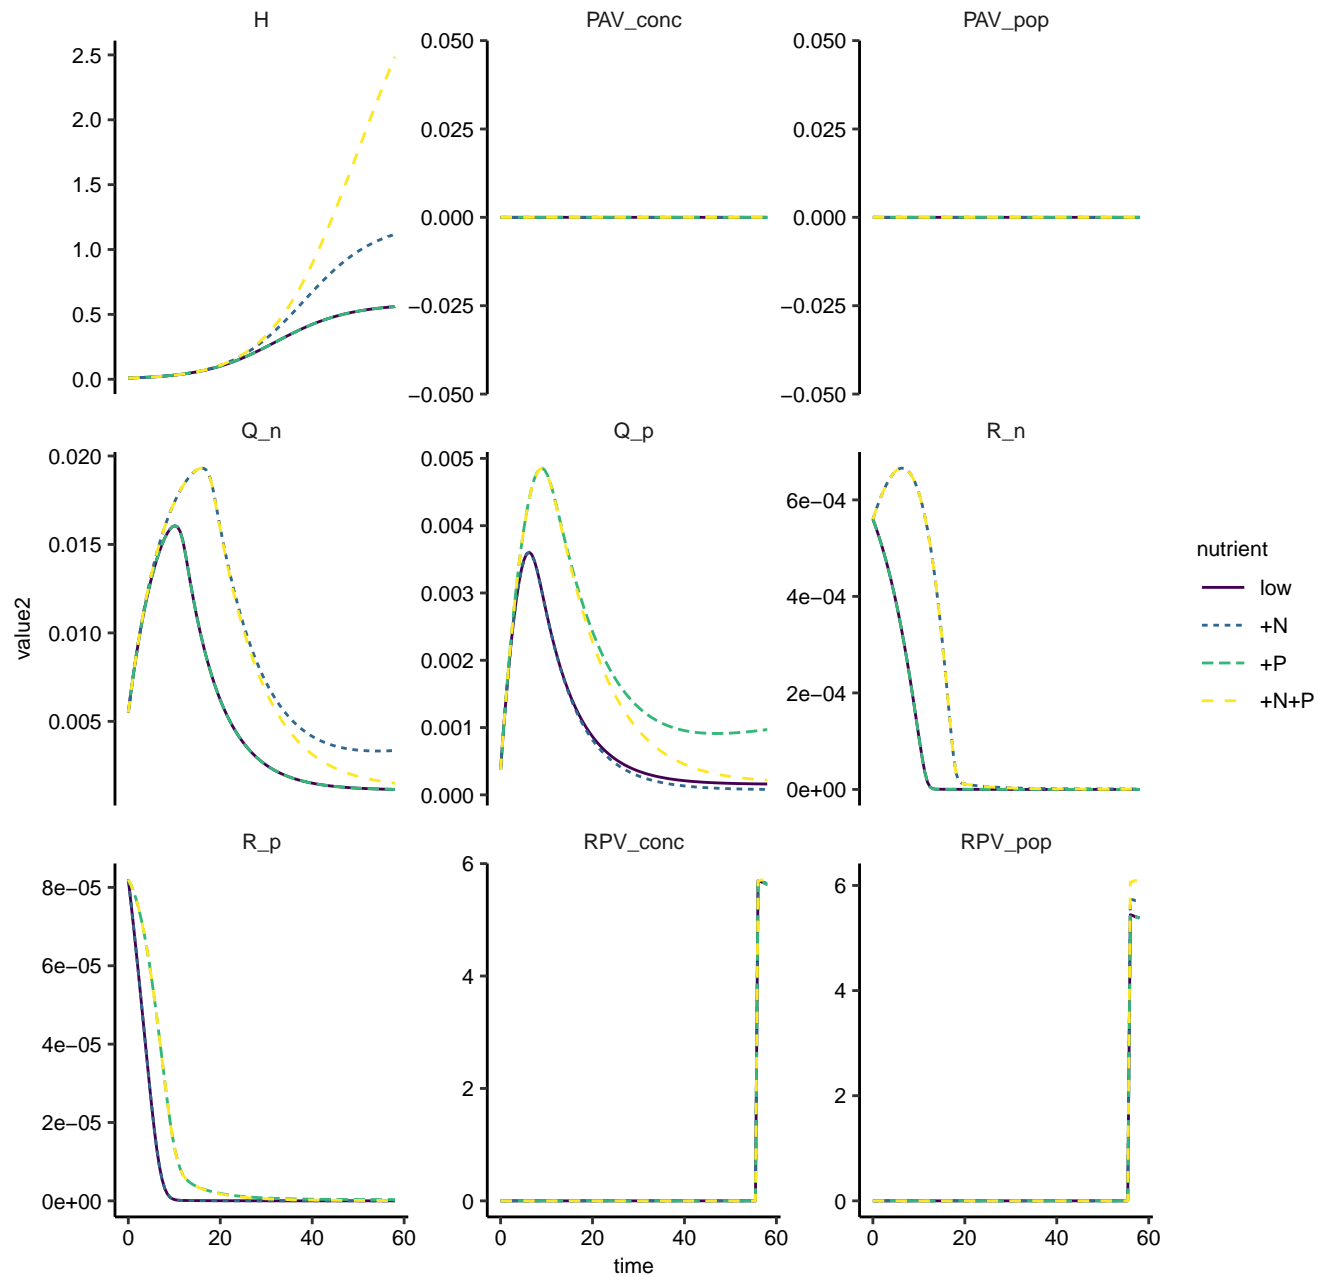 H
PAV_conc
PAV_pop
2.5
2.0
1.5
1.0
0.5
0.0
0.050
0.025
0.000
−0.025
−0.050
0.050
0.025
0.000
−0.025
−0.050
Q_n
Q_p
R_n
0.020
0.015
0.010
0.005
0.005
0.004
0.003
0.002
0.001
0.000
6e−04
4e−04
2e−04
0e+00
R_p
RPV_conc
RPV_pop
8e−05
6e−05
4e−05
2e−05
0e+00
6
4
2
0
6
4
2
0
0 20 40 60
0 20 40 60
0 20 40 60
time
value2
nutrient
low
+N
+P
+N+P